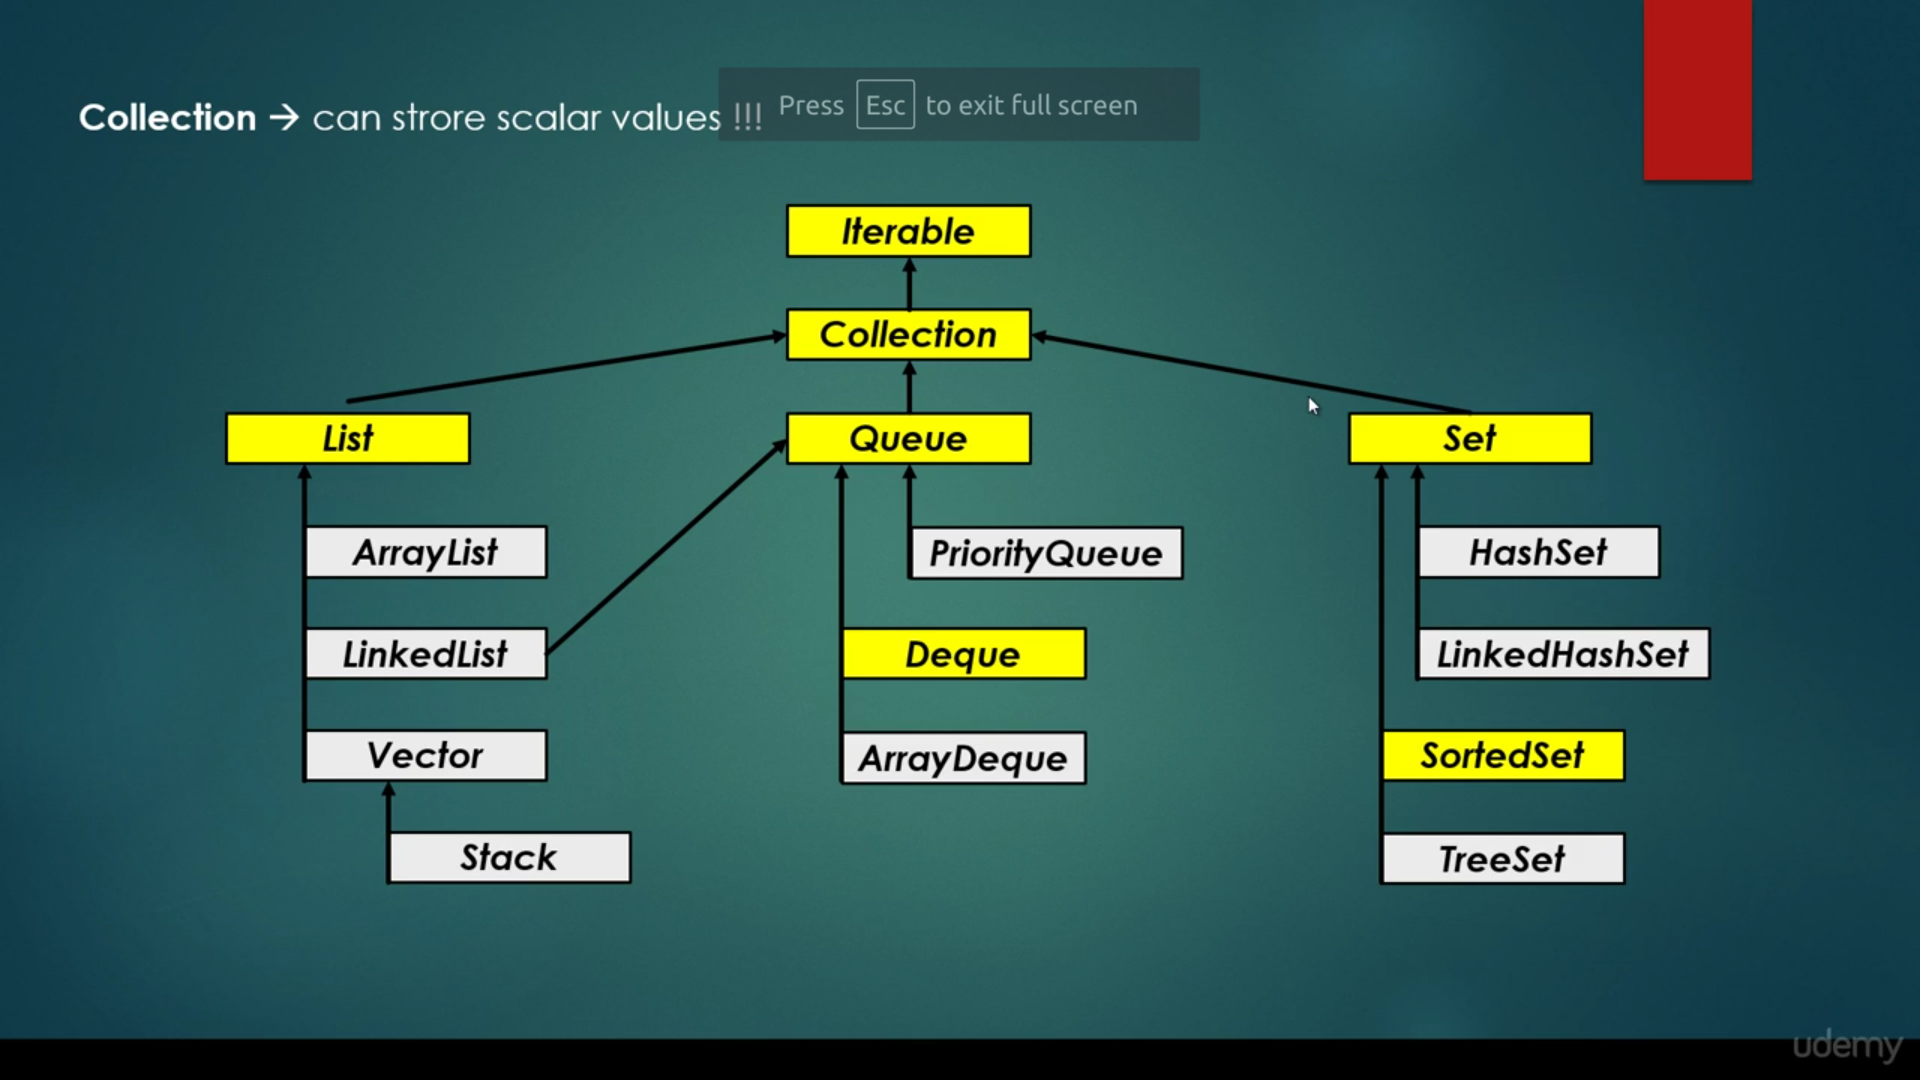 Collection → can strore scalar values !!!
Press Esc to exit full screen
Iterable
Collection
List
Queue
Set
ArrayList
PriorityQueue
HashSet
LinkedList
Deque
LinkedHashSet
Vector
ArrayDeque
SortedSet
Stack
TreeSet
udemy